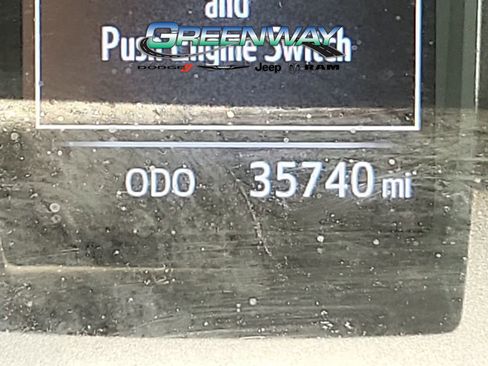 and
Push Engine Switch
GREENWAY
DODGE Jeep RAM
ODO 35740 mi